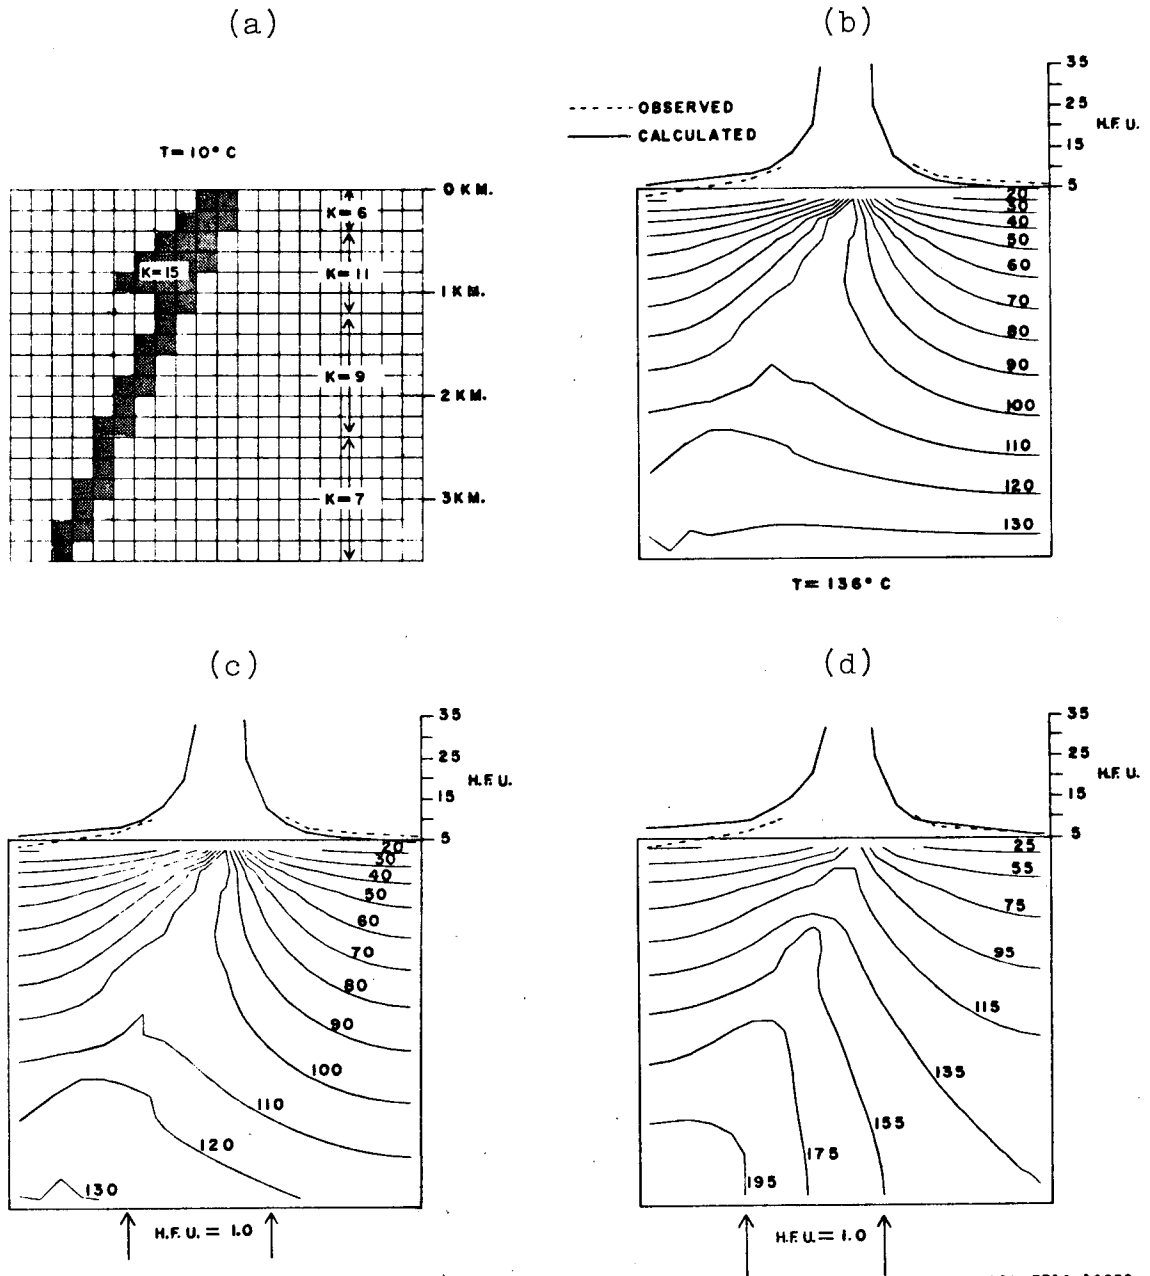 (a)
T = 10° C
0 KM.
K = 6
K = 15
K = 11
1 KM.
K = 9
2 KM.
K = 7
3 KM.
(b)
OBSERVED
CALCULATED
35
25
H.F. U.
15
5
20
30
40
50
60
70
80
90
100
110
120
130
T = 136° C
(c)
35
25
H.F. U.
15
5
20
30
40
50
60
70
80
90
100
110
120
130
H.F. U. = 1.0
(d)
35
25
H.F. U.
15
5
25
55
75
95
115
135
155
175
195
H.F. U. = 1.0